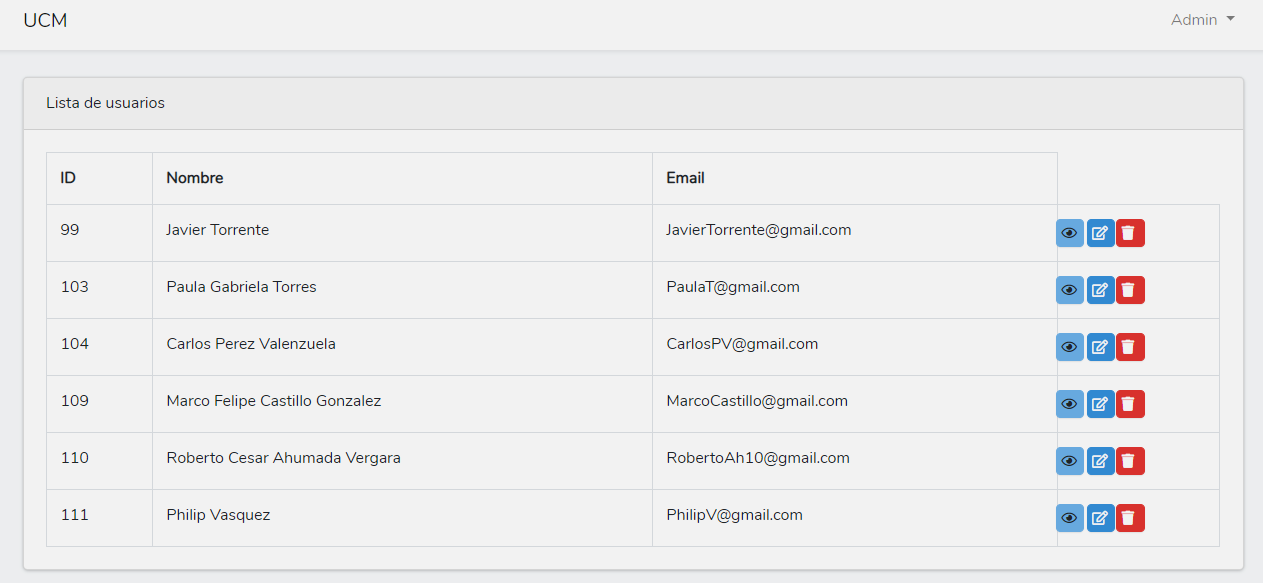 UCM
Admin
Lista de usuarios
ID Nombre Email
99 Javier Torrente JavierTorrente@gmail.com
103 Paula Gabriela Torres PaulaT@gmail.com
104 Carlos Perez Valenzuela CarlosPV@gmail.com
109 Marco Felipe Castillo Gonzalez MarcoCastillo@gmail.com
110 Roberto Cesar Ahumada Vergara RobertoAh10@gmail.com
111 Philip Vasquez PhilipV@gmail.com